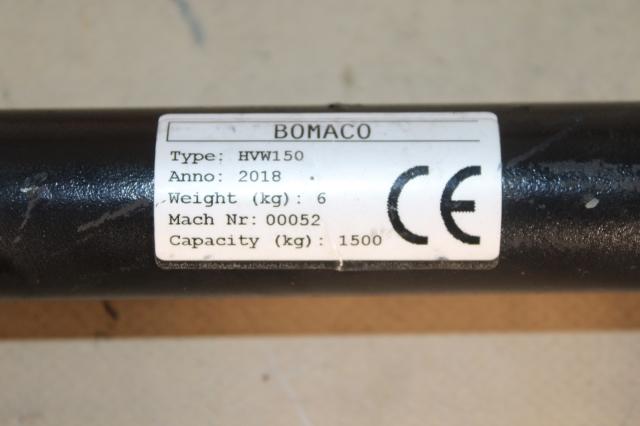 BOMACO
Type: HVW150
Anno: 2018
Weight (kg): 6
Mach Nr: 00052
Capacity (kg): 1500
CE